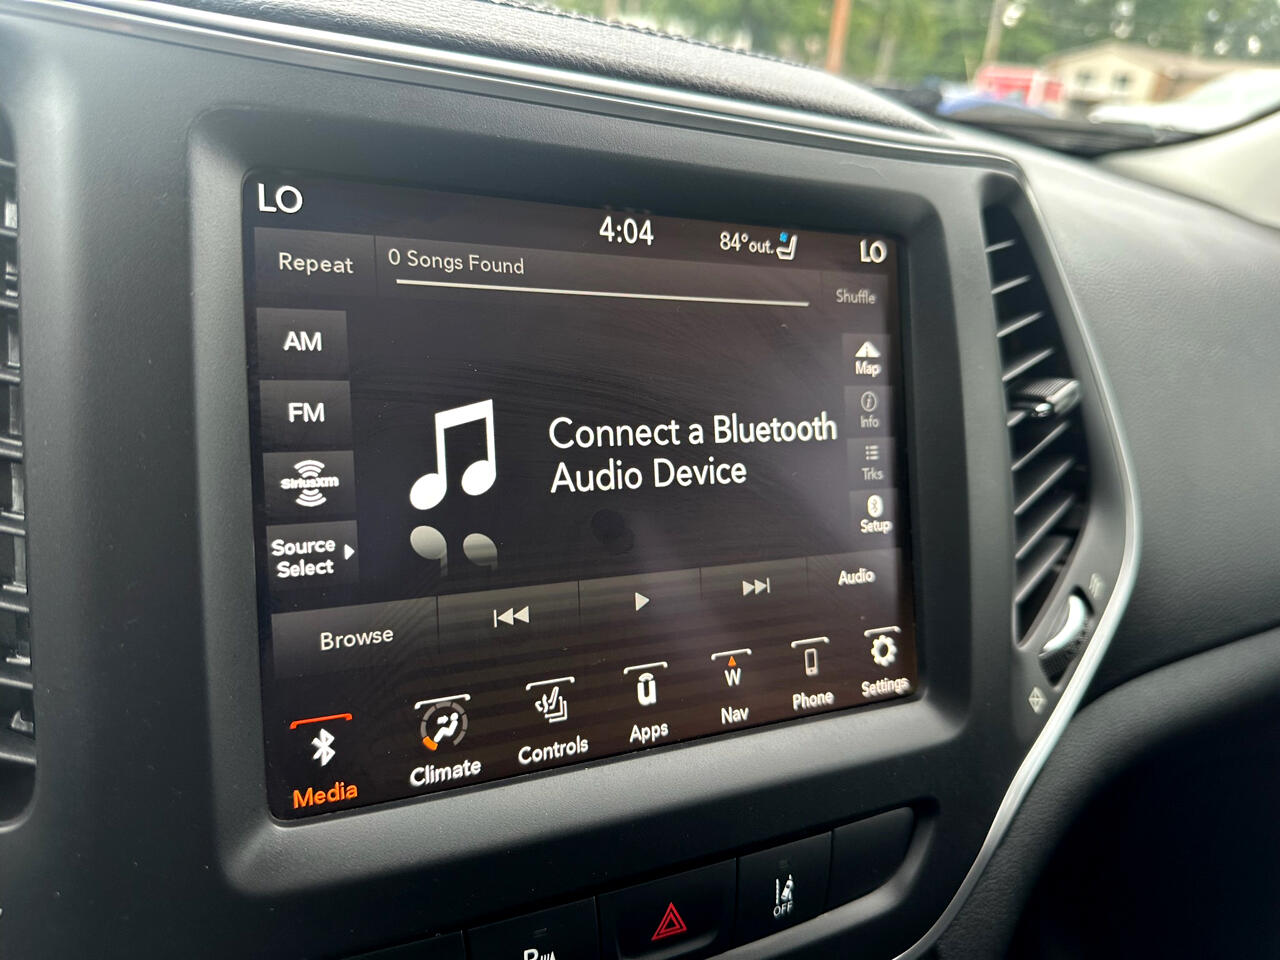 LO
4:04
84°out.
LO
Repeat
0 Songs Found
Shuffle
AM
FM
SiriusXM
Source
Select
Connect a Bluetooth
Audio Device
Map
Info
Trks
Setup
Browse
Audio
Media
Climate
Controls
Apps
W
Nav
Phone
Settings
OFF
P